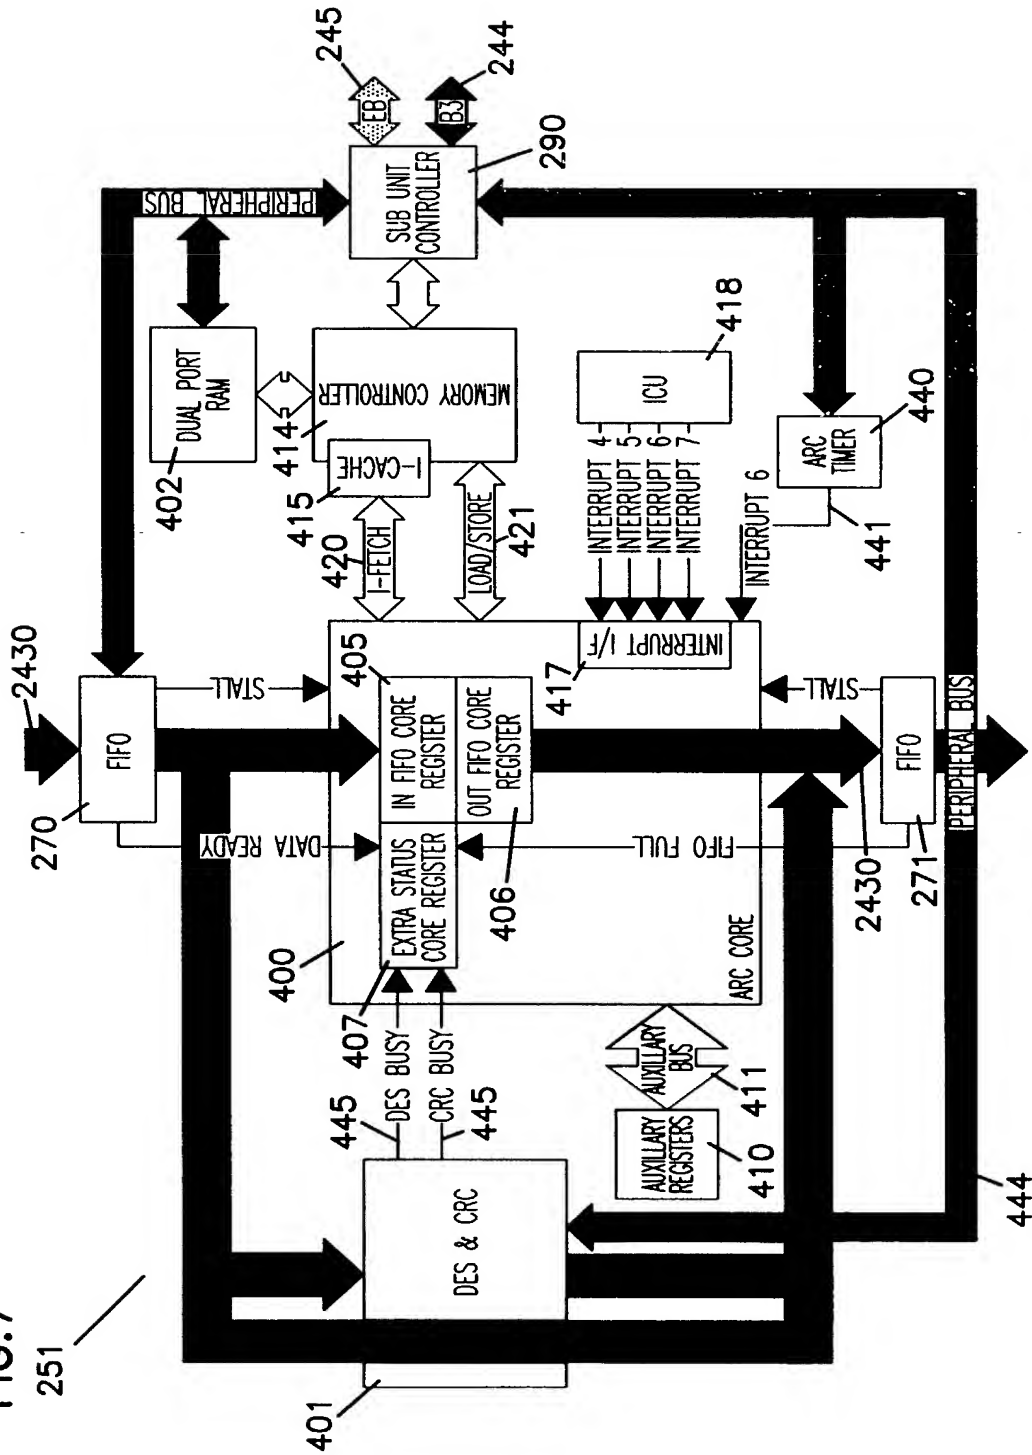 FIG.7
251
401
DES & CRC
445
DES BUSY
CRC BUSY
445
AUXILLARY
REGISTERS
410
AUXILLARY
BUS
411
444
270
FIFO
2430
DATA READY
STALL
400
407
EXTRA STATUS
CORE REGISTER
IN FIFO CORE
REGISTER
405
OUT FIFO CORE
REGISTER
406
ARC CORE
FIFO FULL
2430
STALL
FIFO
271
PERIPHERAL BUS
417
INTERRUPT I/F
INTERRUPT 4
INTERRUPT 5
INTERRUPT 6
INTERRUPT 7
ICU
418
INTERRUPT 6
441
ARC
TIMER
440
420
I-FETCH
LOAD/STORE
421
415
I-CACHE
414
MEMORY CONTROLLER
402
DUAL PORT
RAM
PERIPHERAL BUS
SUB UNIT
CONTROLLER
290
EB
245
B3
244